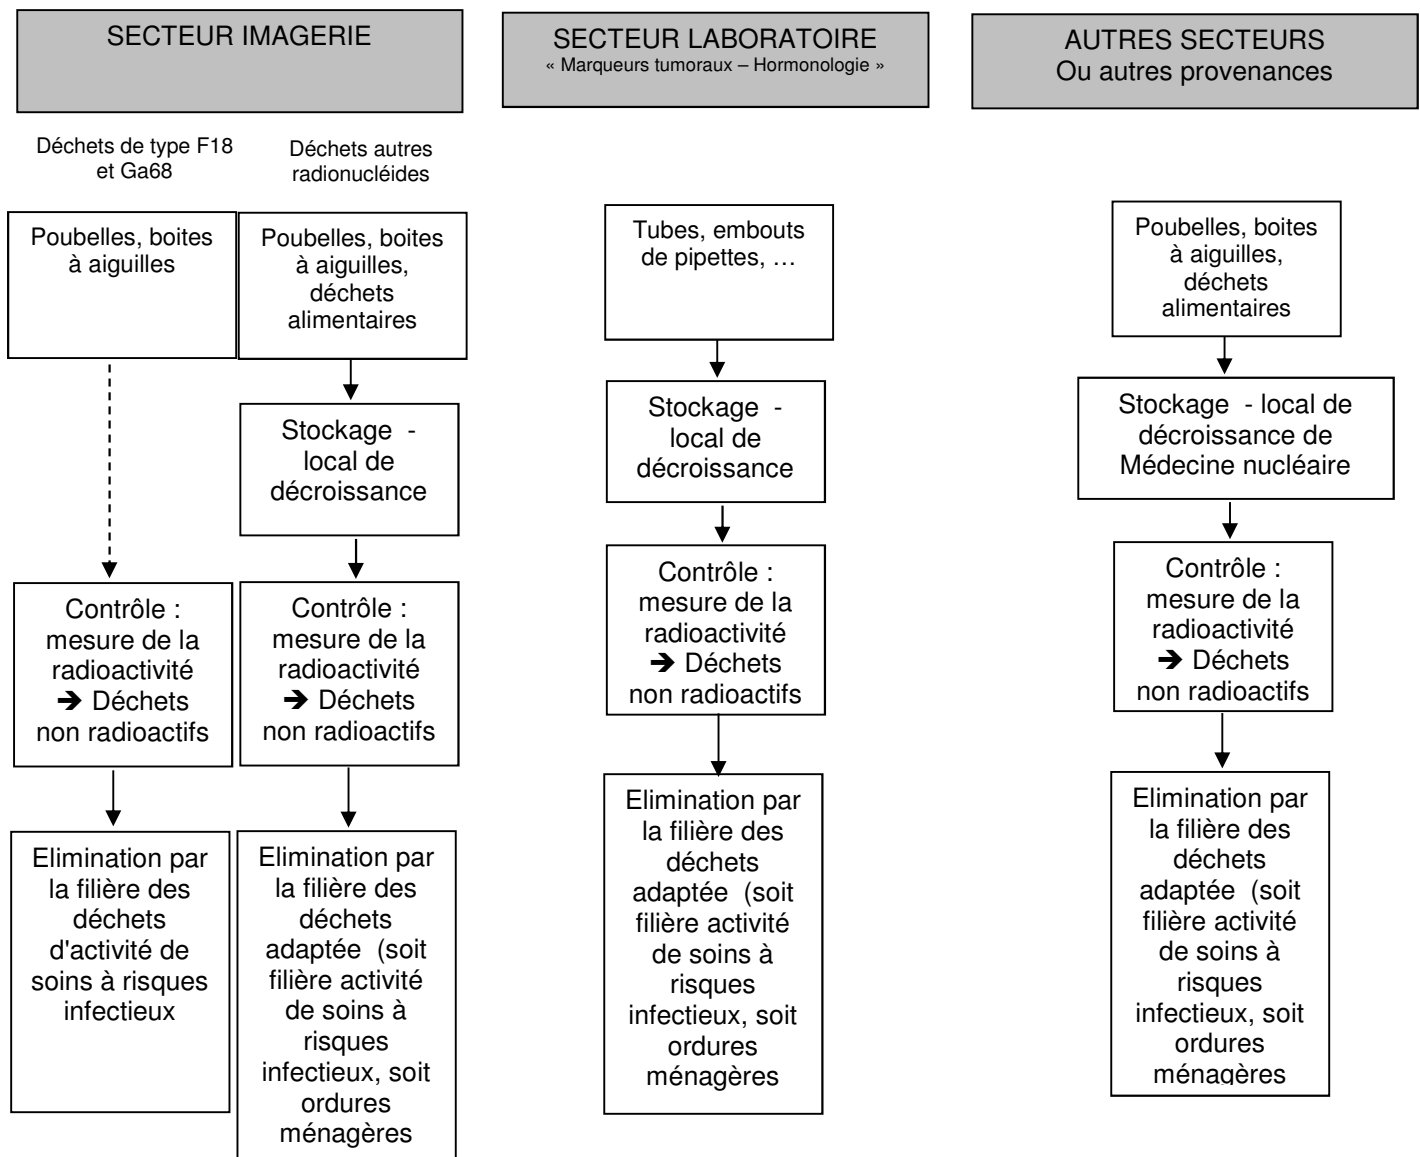 SECTEUR IMAGERIE
SECTEUR LABORATOIRE
« Marqueurs tumoraux – Hormonologie »
AUTRES SECTEURS
Ou autres provenances
Déchets de type F18
et Ga68
Déchets autres
radionucléides
Poubelles, boites
à aiguilles
Poubelles, boites
à aiguilles,
déchets
alimentaires
Stockage -
local de
décroissance
Contrôle :
mesure de la
radioactivité
➔ Déchets
non radioactifs
Contrôle :
mesure de la
radioactivité
➔ Déchets
non radioactifs
Elimination par
la filière des
déchets
d'activité de
soins à risques
infectieux
Elimination par
la filière des
déchets
adaptée (soit
filière activité
de soins à
risques
infectieux, soit
ordures
ménagères
Tubes, embouts
de pipettes, …
Stockage -
local de
décroissance
Contrôle :
mesure de la
radioactivité
➔ Déchets
non radioactifs
Elimination par
la filière des
déchets
adaptée (soit
filière activité
de soins à
risques
infectieux, soit
ordures
ménagères
Poubelles, boites
à aiguilles,
déchets
alimentaires
Stockage - local de
décroissance de
Médecine nucléaire
Contrôle :
mesure de la
radioactivité
➔ Déchets
non radioactifs
Elimination par
la filière des
déchets
adaptée (soit
filière activité
de soins à
risques
infectieux, soit
ordures
ménagères